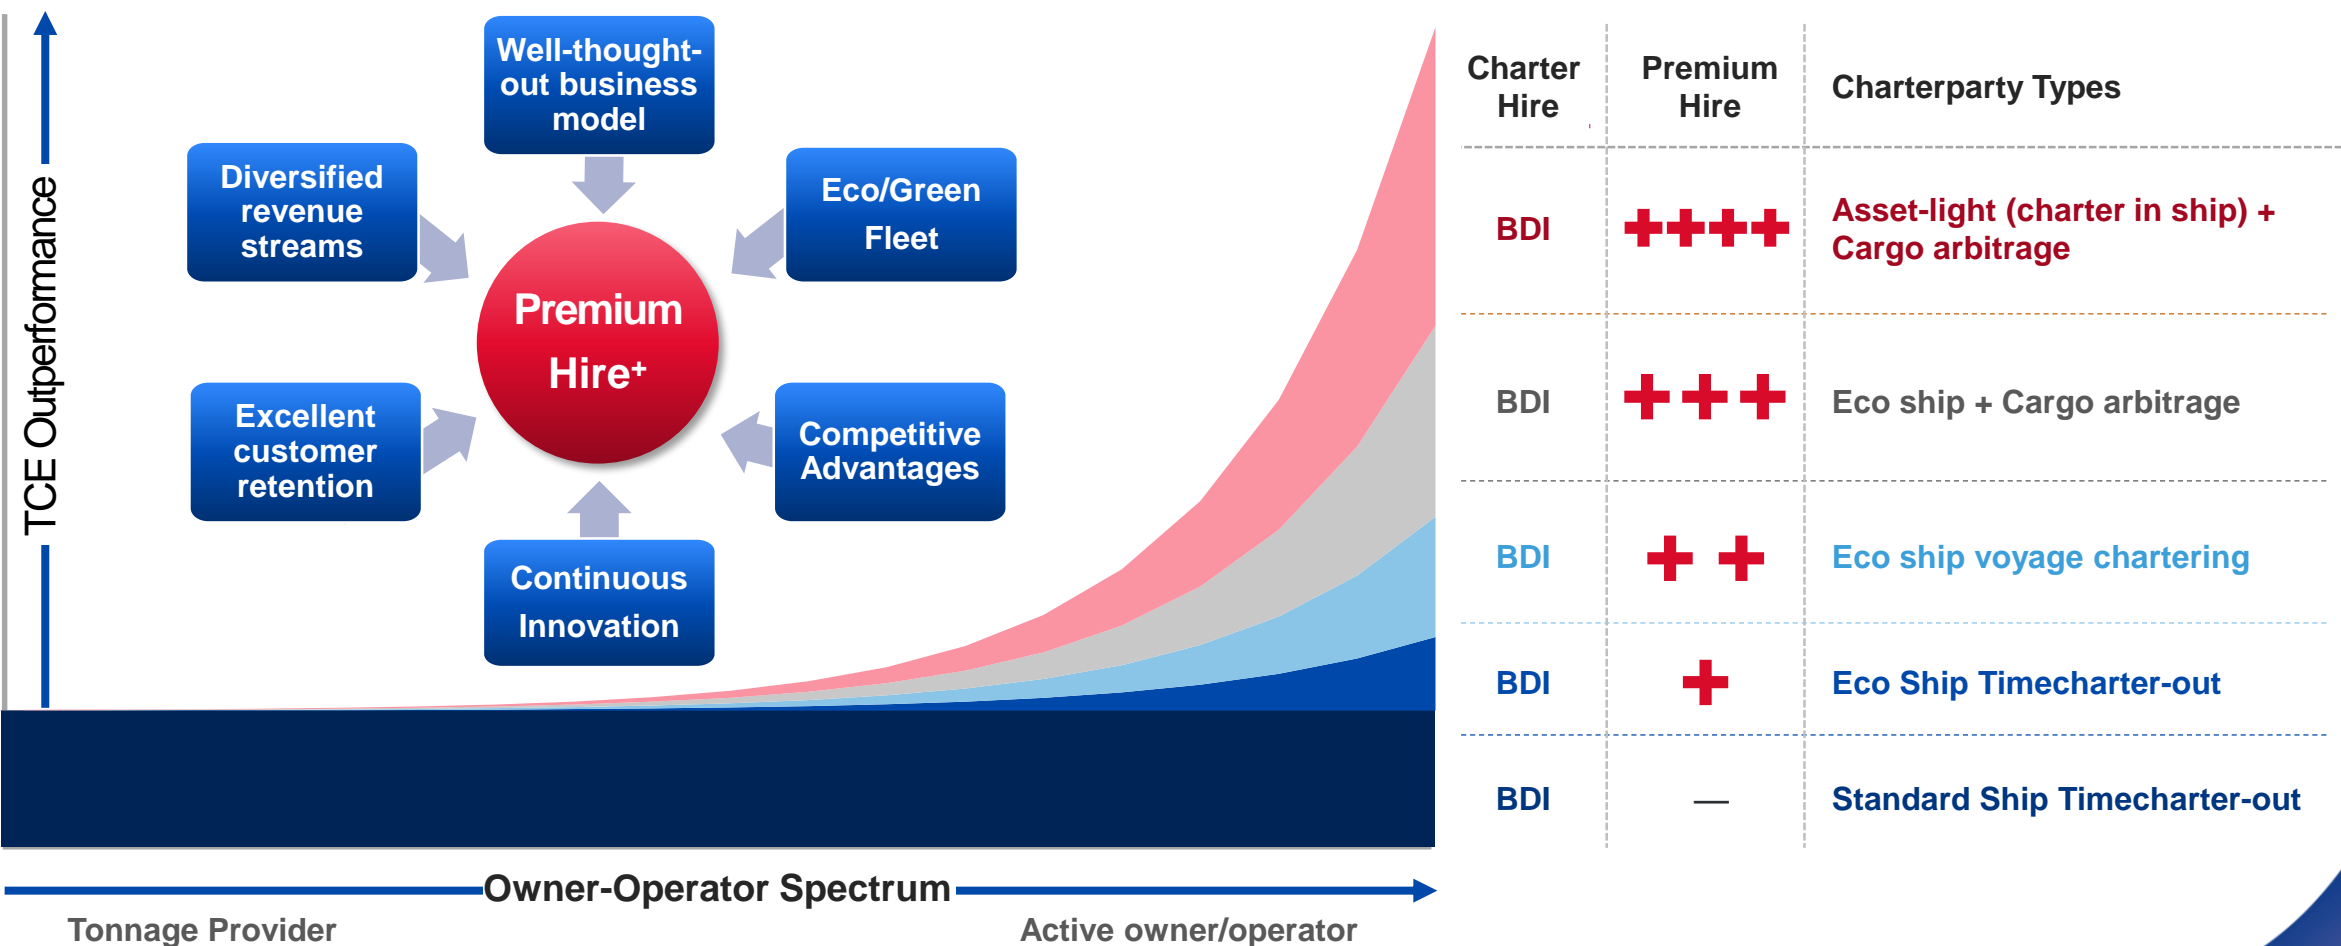 TCE Outperformance
Well-thought-
out business
model
Diversified
revenue
streams
Eco/Green
Fleet
Premium
Hire+
Excellent
customer
retention
Competitive
Advantages
Continuous
Innovation
Owner-Operator Spectrum
Tonnage Provider
Active owner/operator
Charter
Hire
Premium
Hire
Charterparty Types
BDI
++++
Asset-light (charter in ship) +
Cargo arbitrage
BDI
+++
Eco ship + Cargo arbitrage
BDI
++
Eco ship voyage chartering
BDI
+
Eco Ship Timecharter-out
BDI
—
Standard Ship Timecharter-out